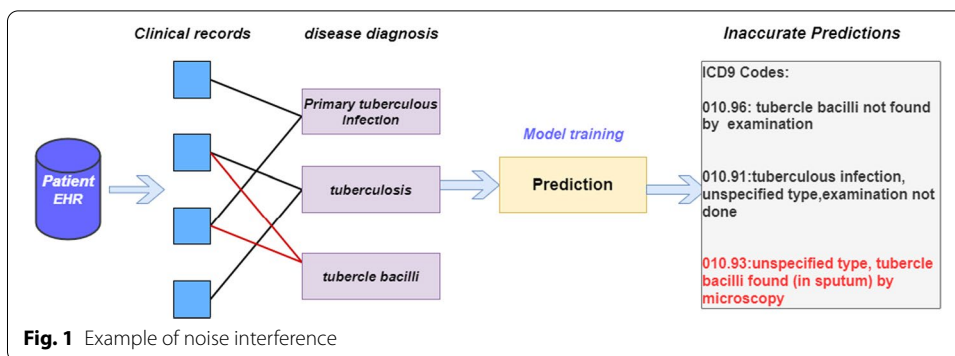 Clinical records
disease diagnosis
Inaccurate Predictions
Patient
EHR
Primary tuberculous
Infection
tuberculosis
tubercle bacilli
Model training
Prediction
ICD9 Codes:
010.96: tubercle bacilli not found
by examination
010.91:tuberculous infection,
unspecified type,examination not
done
010.93:unspecified type, tubercle
bacilli found (in sputum) by
microscopy
Fig. 1 Example of noise interference